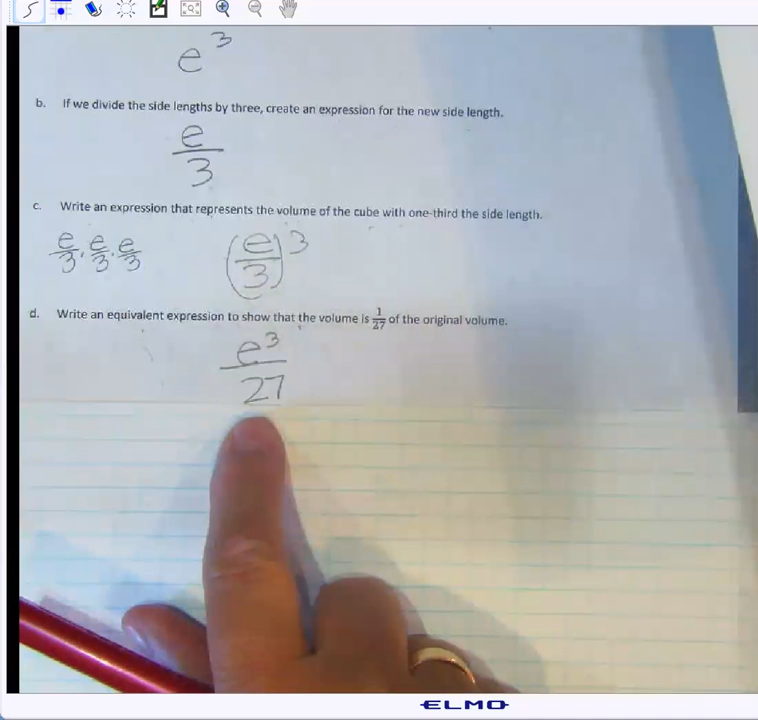 e³
b. If we divide the side lengths by three, create an expression for the new side length.
e/3
c. Write an expression that represents the volume of the cube with one-third the side length.
e/3 · e/3 · e/3 (e/3)³
d. Write an equivalent expression to show that the volume is 1/27 of the original volume.
e³/27
ELMO